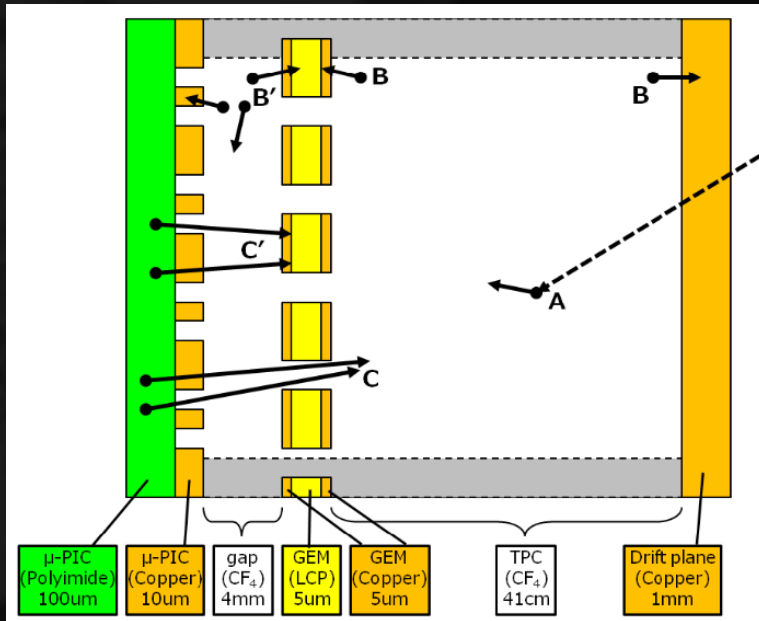 B
B
B′
C′
A
C
μ-PIC
(Polyimide)
100um
μ-PIC
(Copper)
10um
gap
(CF₄)
4mm
GEM
(LCP)
5um
GEM
(Copper)
5um
TPC
(CF₄)
41cm
Drift plane
(Copper)
1mm